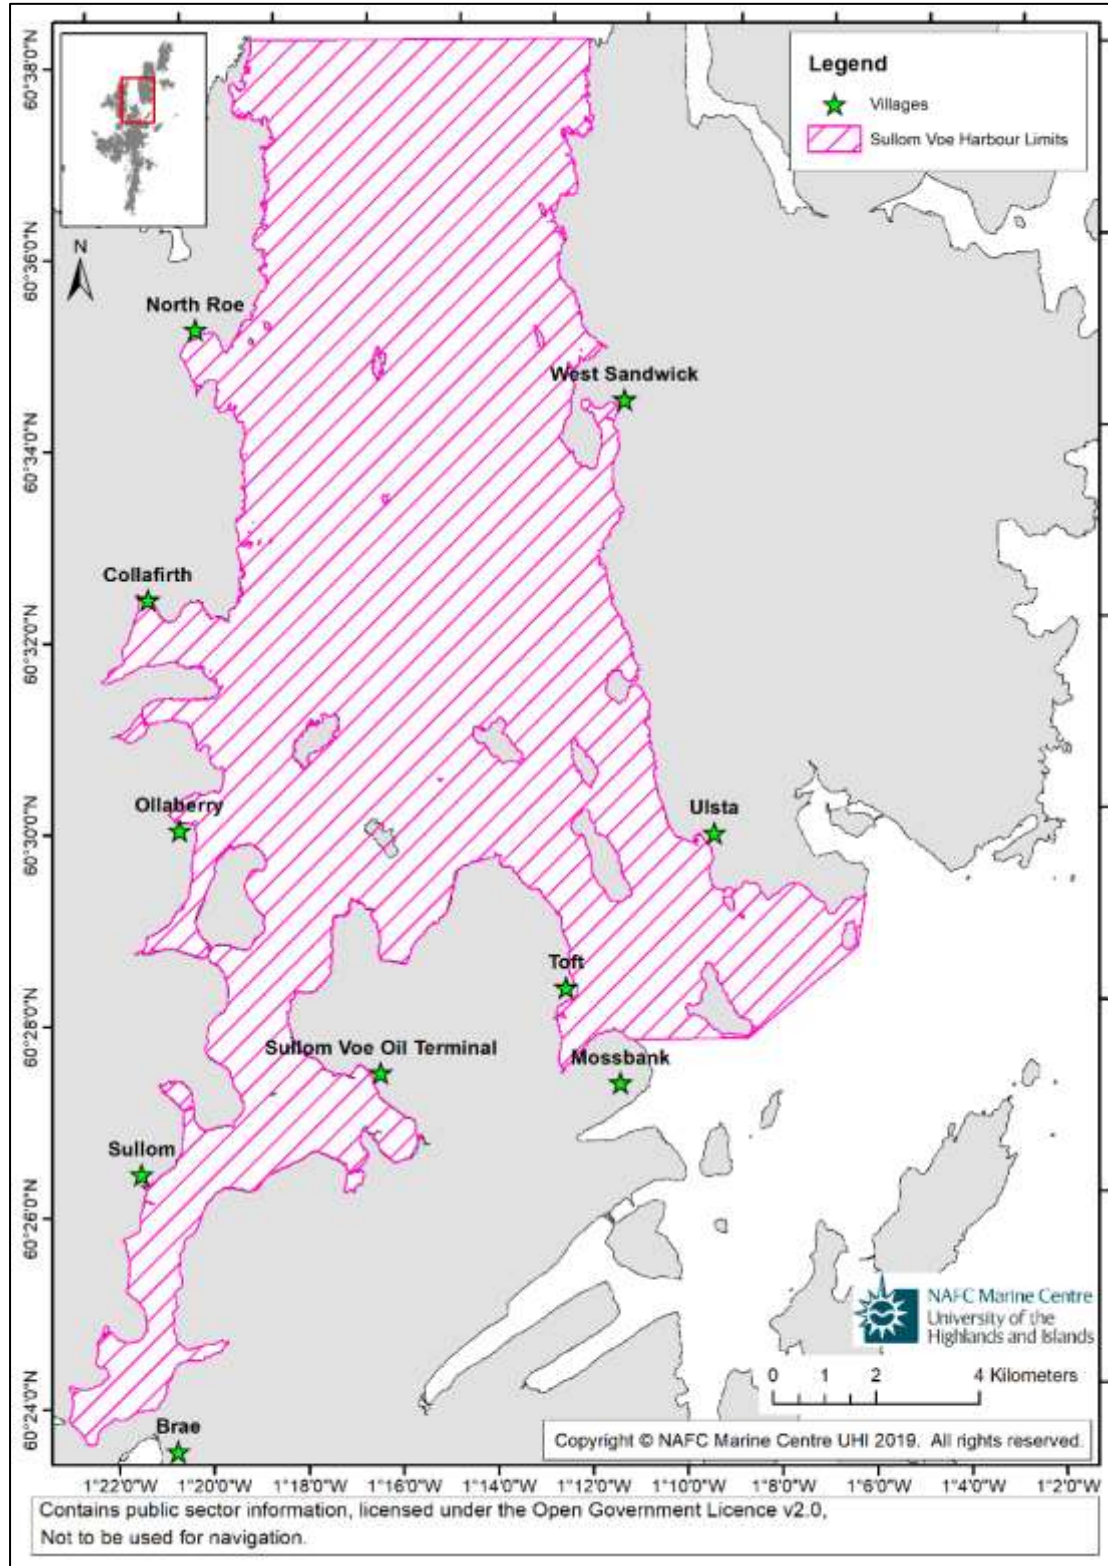 Legend
Villages
Sullom Voe Harbour Limits
N
60°38'0"N
60°36'0"N
60°34'0"N
60°32'0"N
60°30'0"N
60°28'0"N
60°26'0"N
60°24'0"N
North Roe
West Sandwick
Collafirth
Ollaberry
Ulsta
Toft
Sullom Voe Oil Terminal
Mossbank
Sullom
Brae
NAFC Marine Centre
University of the
Highlands and Islands
0 1 2 4 Kilometers
Copyright © NAFC Marine Centre UHI 2019. All rights reserved.
1°22'0"W 1°20'0"W 1°18'0"W 1°16'0"W 1°14'0"W 1°12'0"W 1°10'0"W 1°8'0"W 1°6'0"W 1°4'0"W 1°2'0"W
Contains public sector information, licensed under the Open Government Licence v2.0,
Not to be used for navigation.